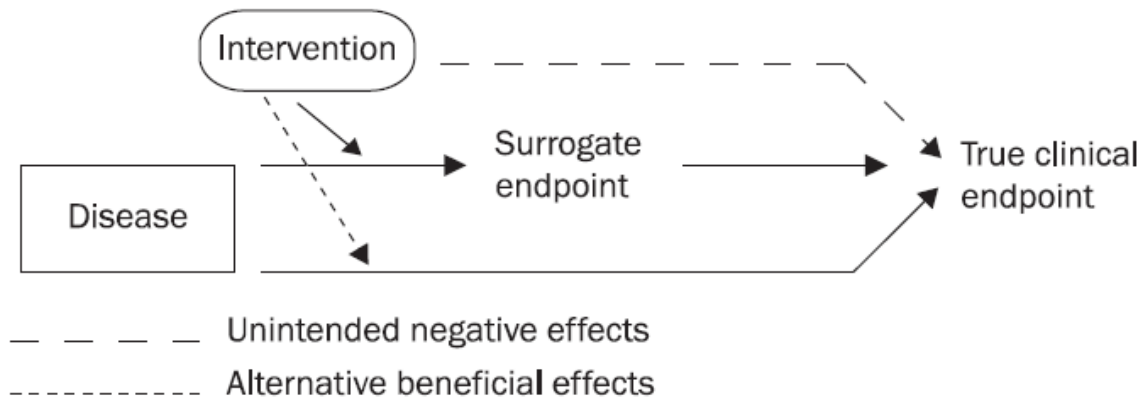 Intervention
Surrogate
endpoint
True clinical
endpoint
Disease
Unintended negative effects
Alternative beneficial effects